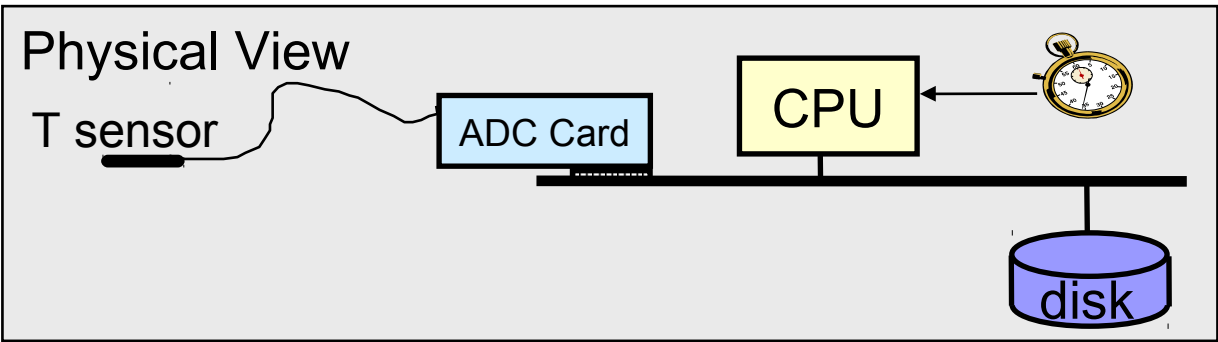 Physical View
T sensor
ADC Card
CPU
disk